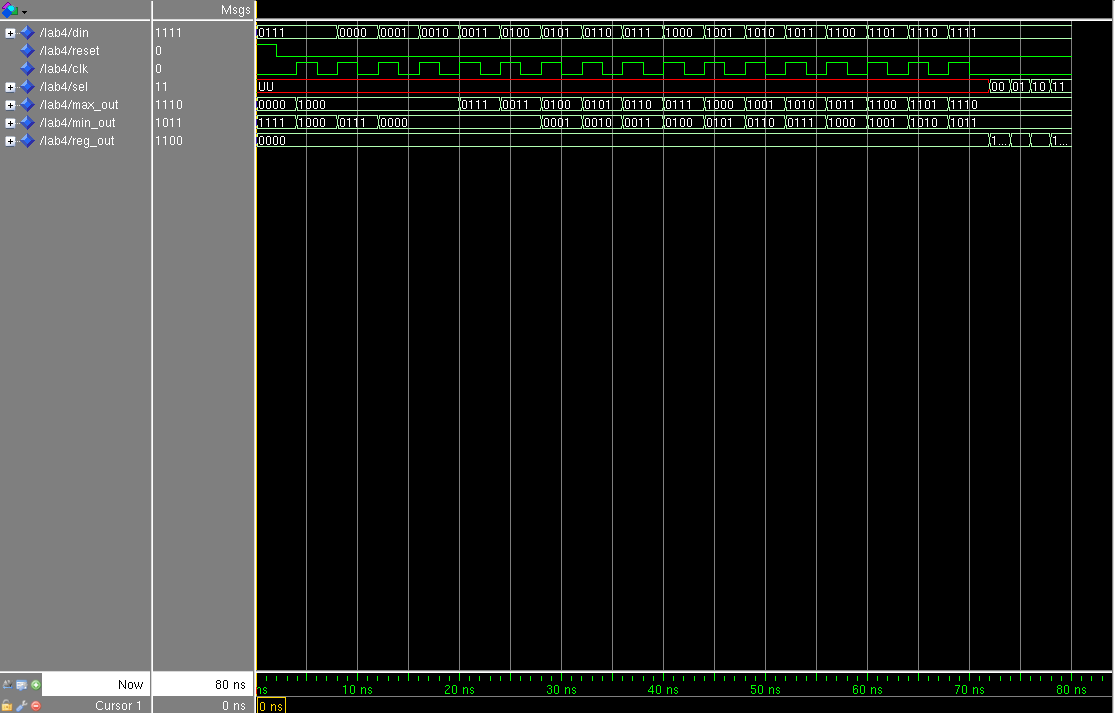 Msgs
/lab4/din 1111 0111 0000 0001 0010 0011 0100 0101 0110 0111 1000 1001 1010 1011 1100 1101 1110 1111
/lab4/reset 0
/lab4/clk 0
/lab4/sel 11 UU 00 01 10 11
/lab4/max_out 1110 0000 1000 0111 0011 0100 0101 0110 0111 1000 1001 1010 1011 1100 1101 1110
/lab4/min_out 1011 1111 1000 0111 0000 0001 0010 0011 0100 0101 0110 0111 1000 1001 1010 1011
/lab4/reg_out 1100 0000 1... 1...
Now 80 ns ns 10 ns 20 ns 30 ns 40 ns 50 ns 60 ns 70 ns 80 ns
Cursor 1 0 ns 0 ns